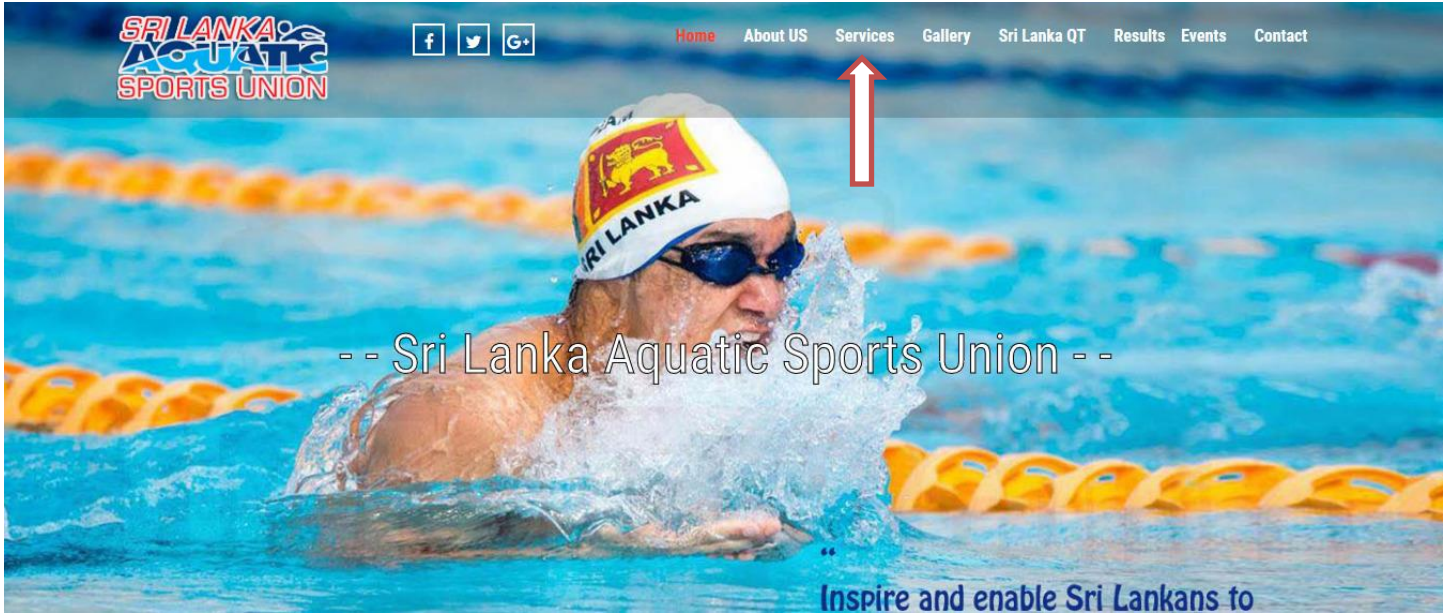 SRI LANKA
AQUATIC
SPORTS UNION
f
G+
Home About US Services Gallery Sri Lanka QT Results Events Contact
SRI LANKA
- - Sri Lanka Aquatic Sports Union - -
“
Inspire and enable Sri Lankans to